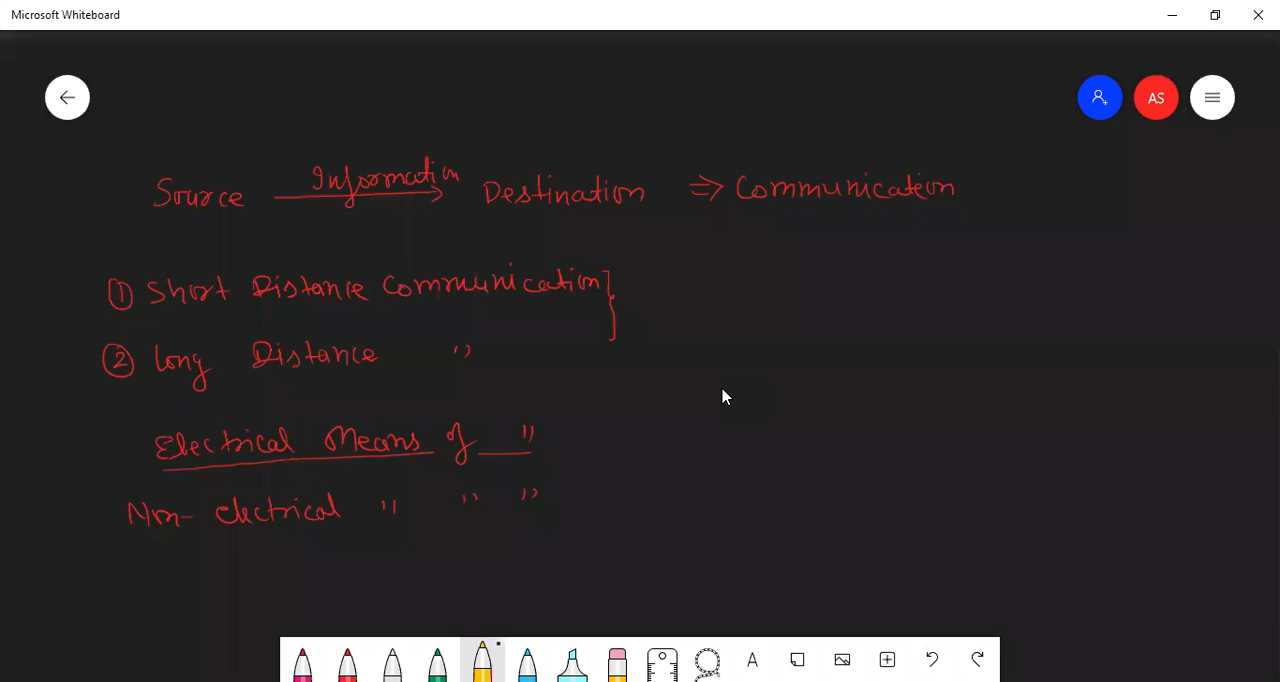 Microsoft Whiteboard
AS
Source Information Destination ⇒ Communication
① Short Distance Communication
② Long Distance "
Electrical Means of "
Non-electrical " " "
A